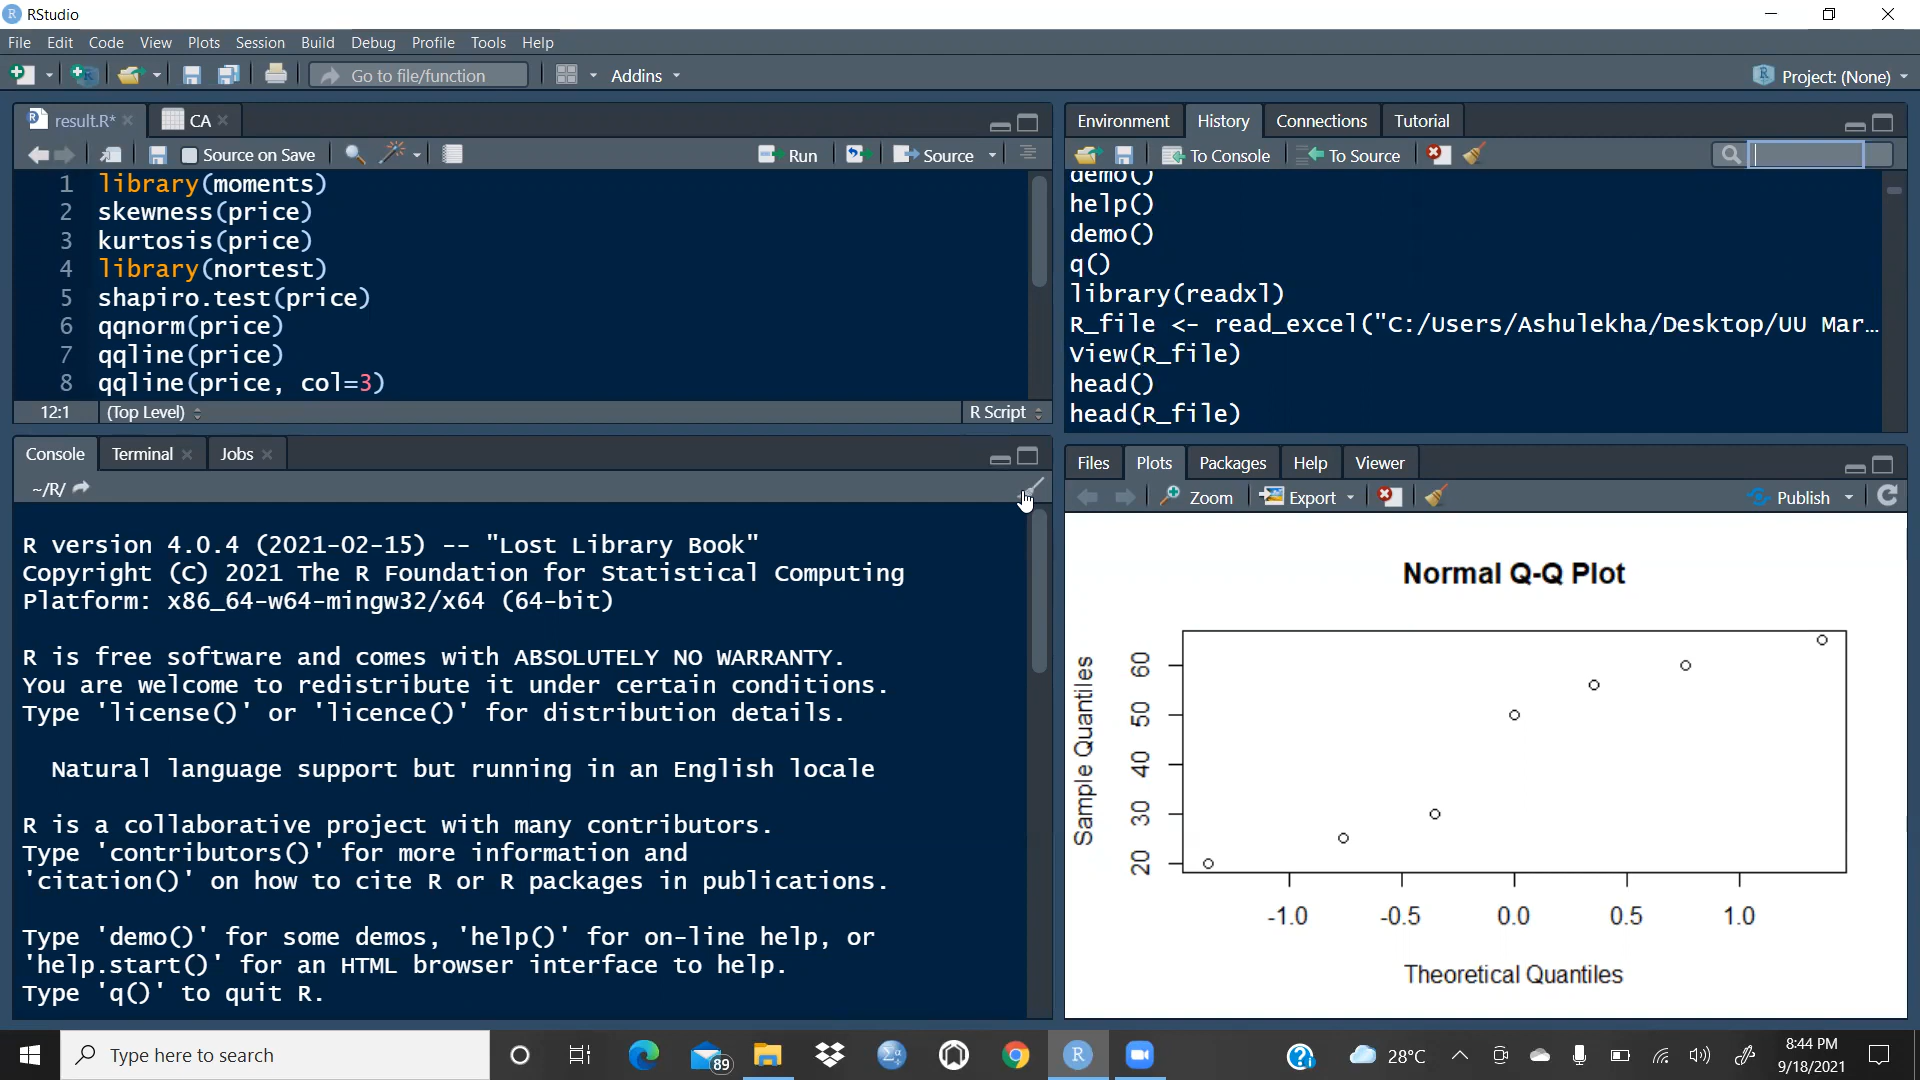 RStudio
File Edit Code View Plots Session Build Debug Profile Tools Help
Go to file/function Addins Project: (None)
result.R* CA
Source on Save Run Source
1 library(moments)
2 skewness(price)
3 kurtosis(price)
4 library(nortest)
5 shapiro.test(price)
6 qqnorm(price)
7 qqline(price)
8 qqline(price, col=3)
12:1 (Top Level) R Script
Environment History Connections Tutorial
To Console To Source
demo()
help()
demo()
q()
library(readxl)
R_file <- read_excel("C:/Users/Ashulekha/Desktop/UU Mar…
View(R_file)
head()
head(R_file)
Console Terminal Jobs
~/R/
R version 4.0.4 (2021-02-15) -- "Lost Library Book"
Copyright (C) 2021 The R Foundation for Statistical Computing
Platform: x86_64-w64-mingw32/x64 (64-bit)
R is free software and comes with ABSOLUTELY NO WARRANTY.
You are welcome to redistribute it under certain conditions.
Type 'license()' or 'licence()' for distribution details.
Natural language support but running in an English locale
R is a collaborative project with many contributors.
Type 'contributors()' for more information and
'citation()' on how to cite R or R packages in publications.
Type 'demo()' for some demos, 'help()' for on-line help, or
'help.start()' for an HTML browser interface to help.
Type 'q()' to quit R.
Files Plots Packages Help Viewer
Zoom Export Publish
Normal Q-Q Plot
Sample Quantiles
60
50
40
30
20
-1.0 -0.5 0.0 0.5 1.0
Theoretical Quantiles
Type here to search
89
28°C
8:44 PM
9/18/2021